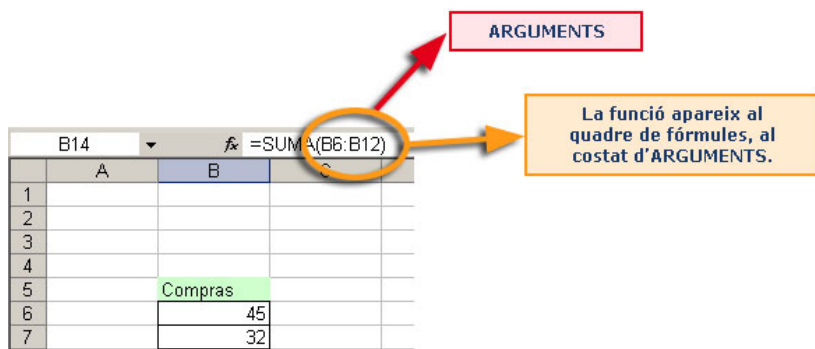 ARGUMENTS
La funció apareix al
quadre de fórmules, al
costat d'ARGUMENTS.
B14 fx =SUMA(B6:B12)
A B C
1
2
3
4
5 Compras
6 45
7 32